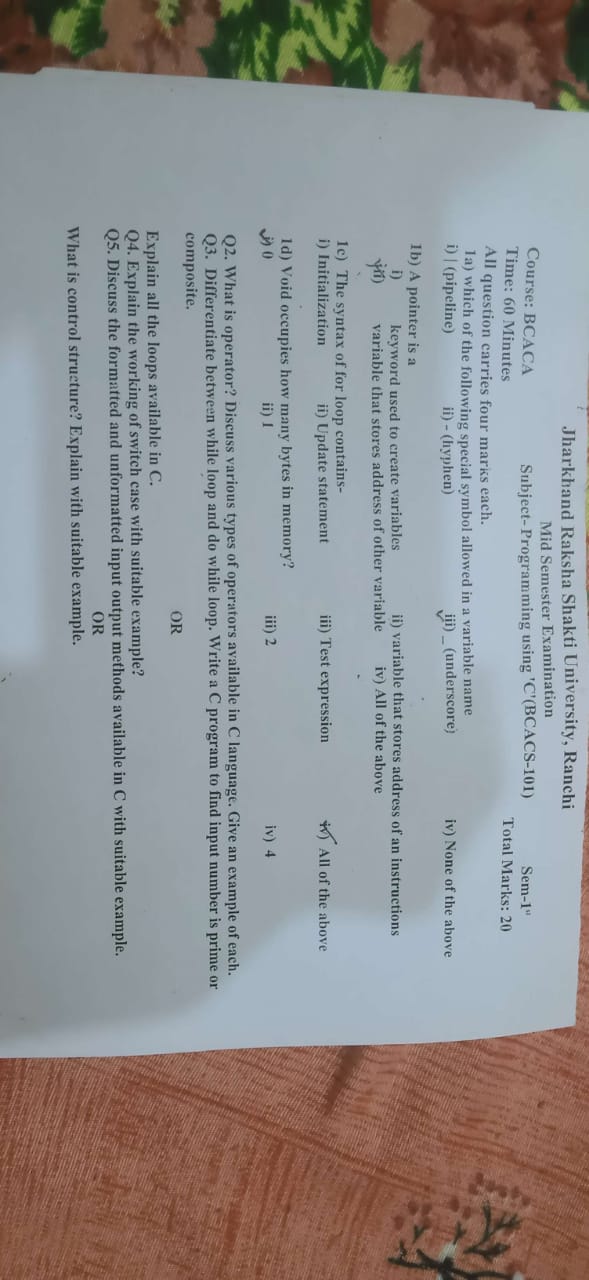 Jharkhand Raksha Shakti University, Ranchi
Mid Semester Examination
Course: BCACA Subject- Programming using 'C'(BCACS-101) Sem-1st
Time: 60 Minutes Total Marks: 20
All question carries four marks each.
1a) which of the following special symbol allowed in a variable name
i) | (pipeline) ii) - (hyphen) iii) _ (underscore) iv) None of the above
1b) A pointer is a
i) keyword used to create variables ii) variable that stores address of an instructions
iii) variable that stores address of other variable iv) All of the above
1c) The syntax of for loop contains-
i) Initialization ii) Update statement iii) Test expression iv) All of the above
1d) Void occupies how many bytes in memory?
i) 0 ii) 1 iii) 2 iv) 4
Q2. What is operator? Discuss various types of operators available in C language. Give an example of each.
Q3. Differentiate between while loop and do while loop. Write a C program to find input number is prime or
composite.
OR
Explain all the loops available in C.
Q4. Explain the working of switch case with suitable example?
Q5. Discuss the formatted and unformatted input output methods available in C with suitable example.
OR
What is control structure? Explain with suitable example.